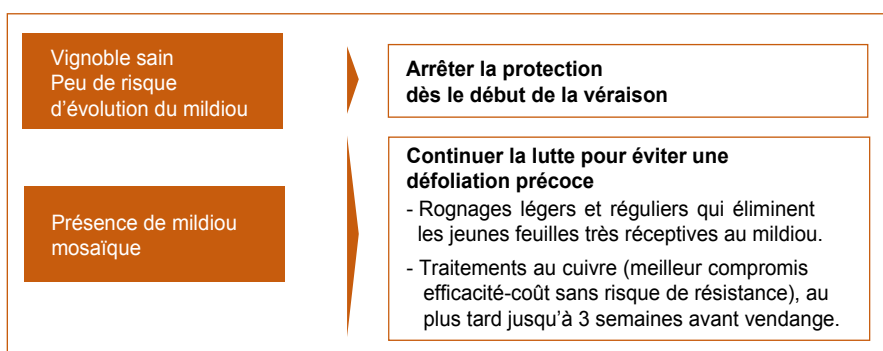 Vignoble sain
Peu de risque
d'évolution du mildiou
Arrêter la protection
dès le début de la véraison
Présence de mildiou
mosaïque
Continuer la lutte pour éviter une
défoliation précoce
- Rognages légers et réguliers qui éliminent
les jeunes feuilles très réceptives au mildiou.
- Traitements au cuivre (meilleur compromis
efficacité-coût sans risque de résistance), au
plus tard jusqu'à 3 semaines avant vendange.